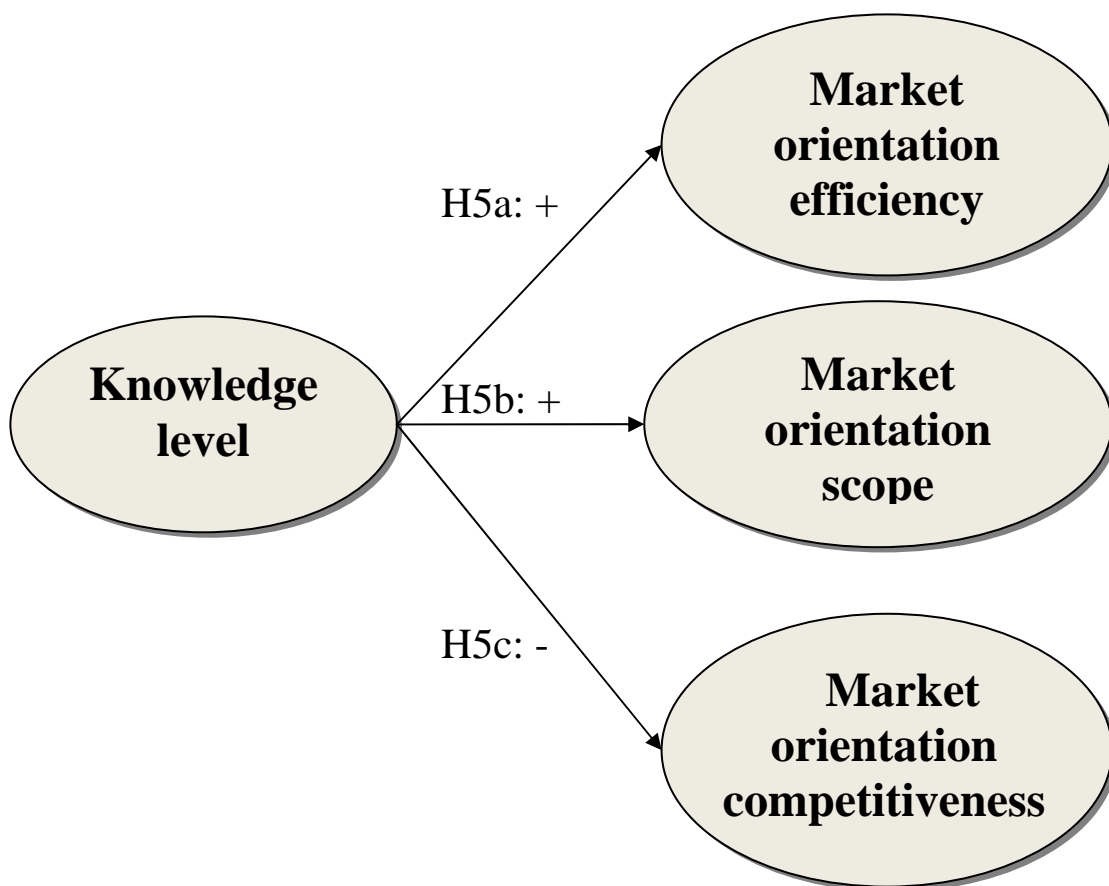 Market
orientation
efficiency
H5a: +
Knowledge
level
H5b: +
Market
orientation
scope
H5c: -
Market
orientation
competitiveness